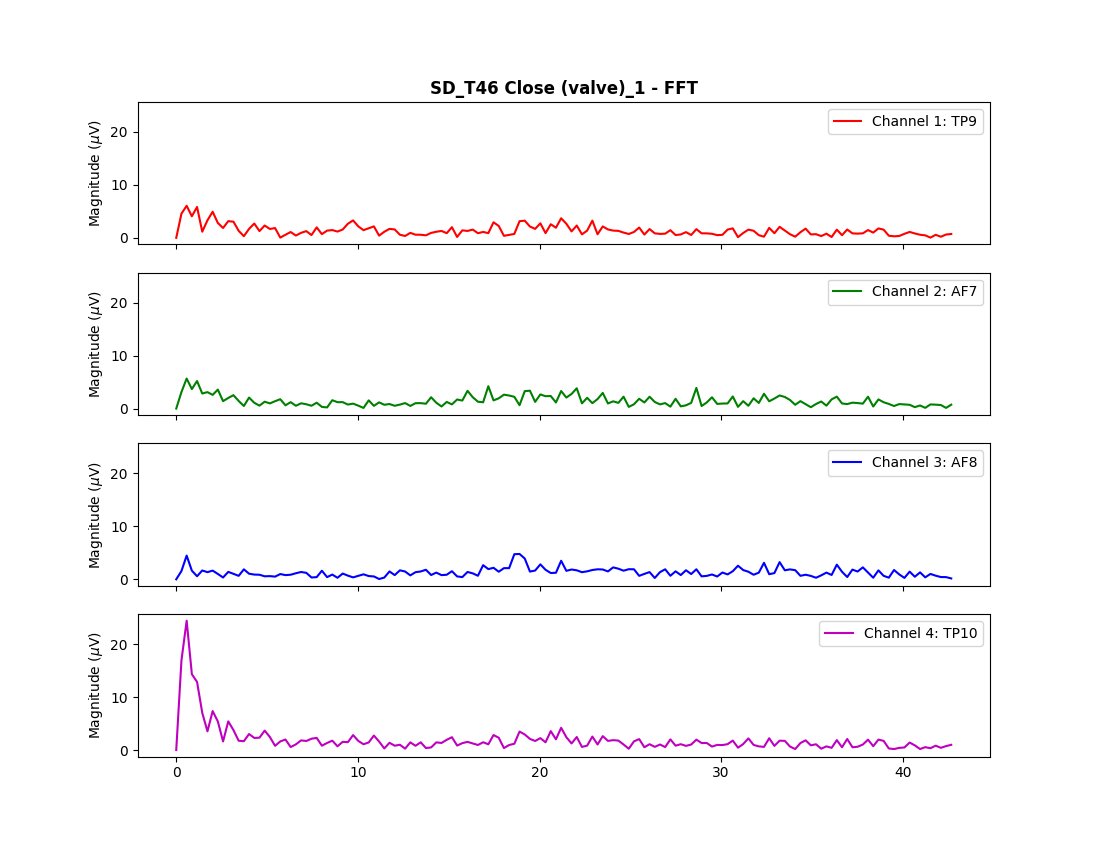 SD_T46 Close (valve)_1 - FFT
Magnitude (μV)
20
10
0
Channel 1: TP9
Magnitude (μV)
20
10
0
Channel 2: AF7
Magnitude (μV)
20
10
0
Channel 3: AF8
Magnitude (μV)
20
10
0
Channel 4: TP10
0 10 20 30 40